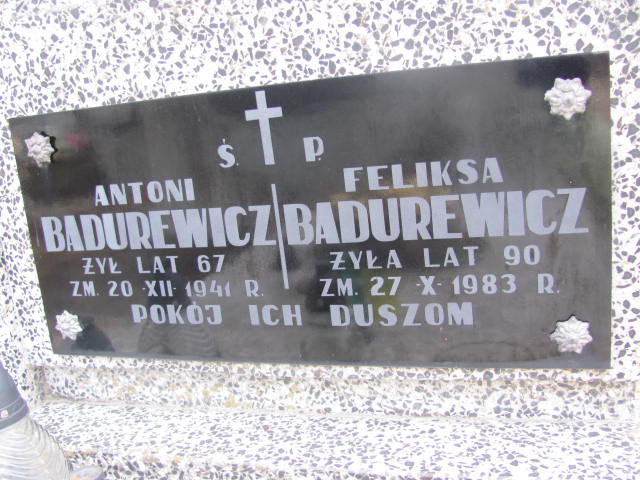 Ś. P.
ANTONI
BADUREWICZ
ŻYŁ LAT 67
ZM. 20-XII-1941 R.
FELIKSA
BADUREWICZ
ŻYŁA LAT 90
ZM. 27-X-1983 R.
POKÓJ ICH DUSZOM